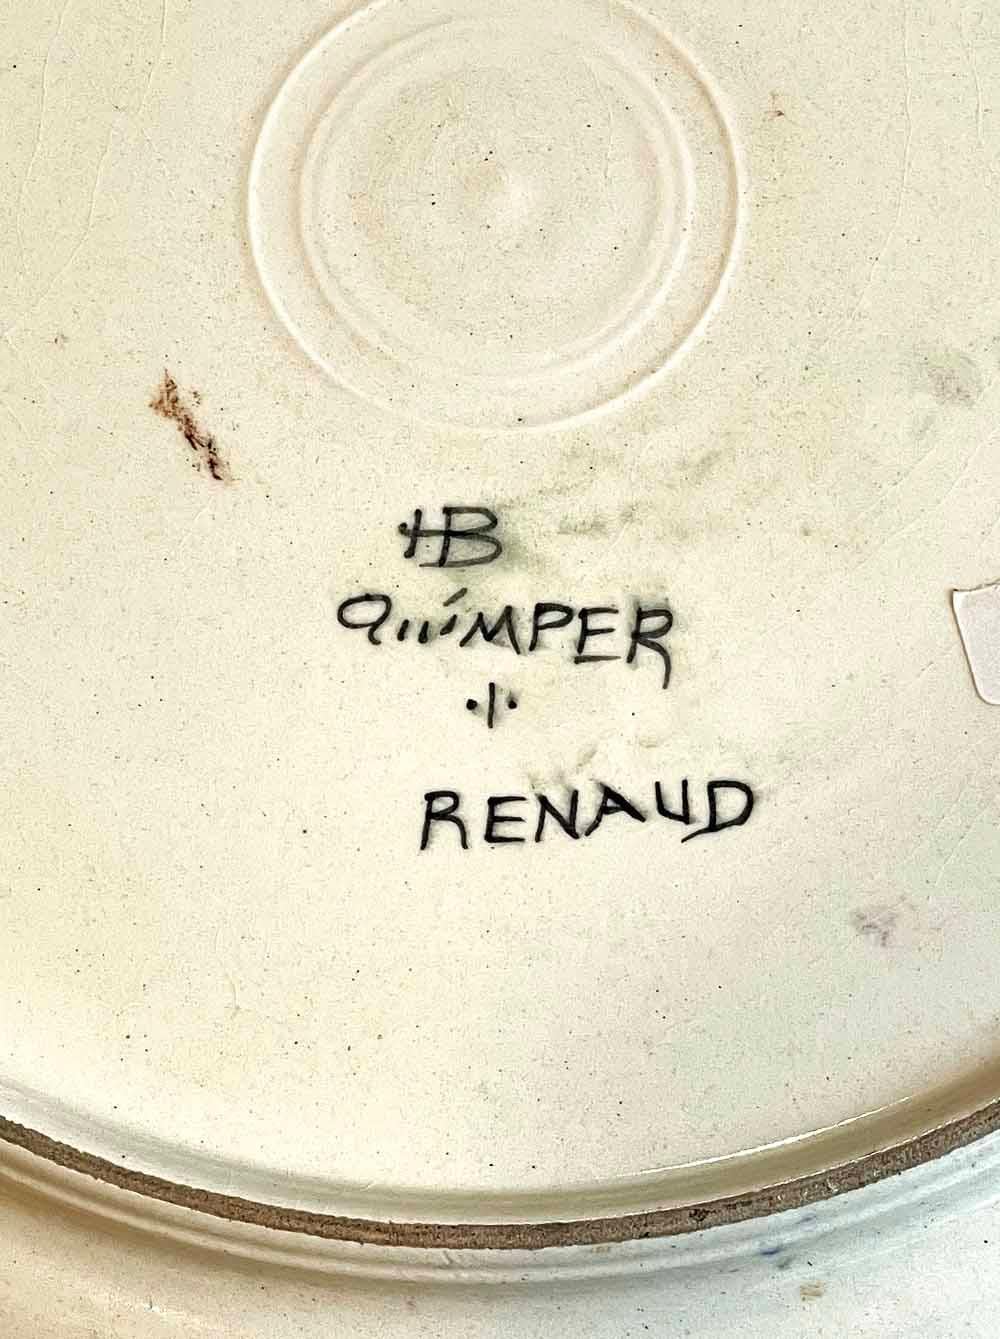 HB
QUIMPER
·|·
RENAUD